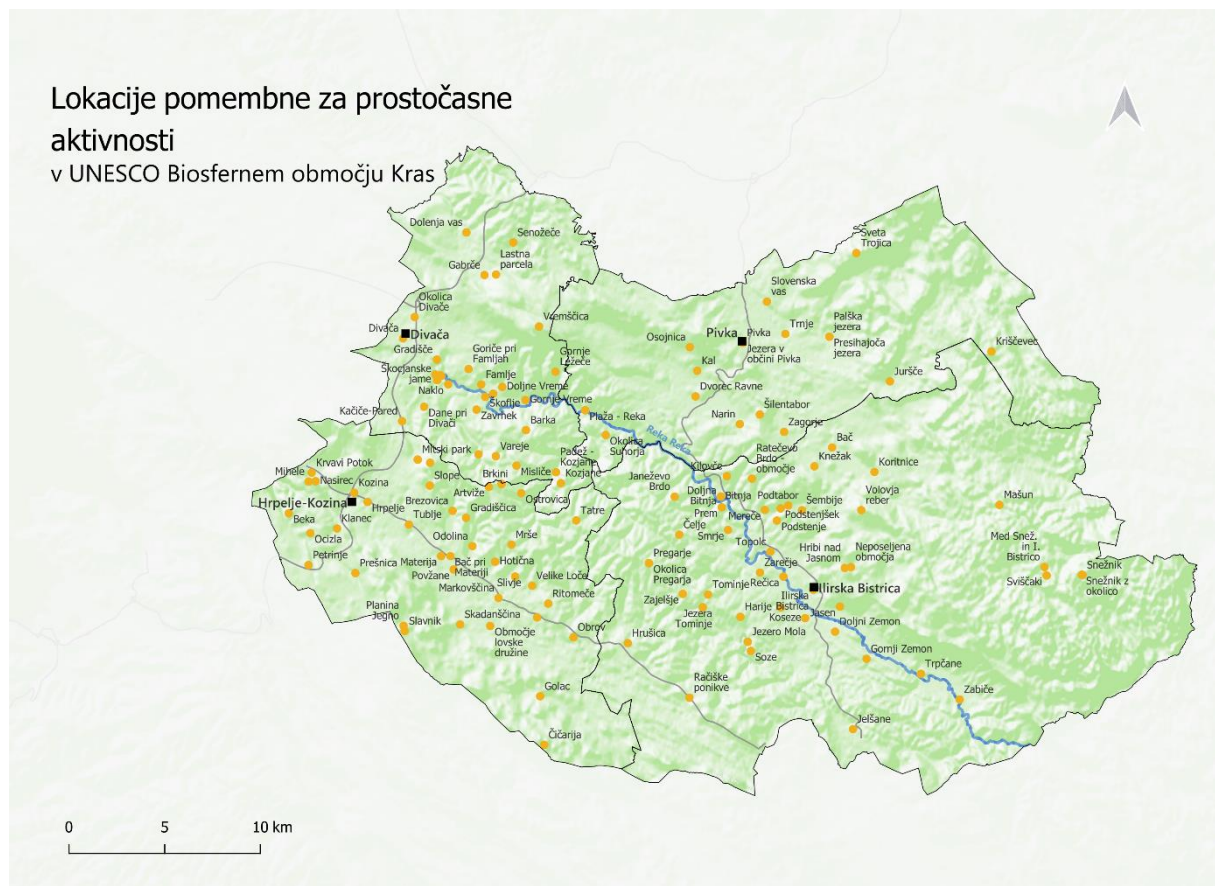 Lokacije pomembne za prostočasne
aktivnosti
v UNESCO Biosfernem območju Kras
Dolenja vas
Senožeče
Lastna
parcela
Gabrče
Sveta
Trojica
Slovenska
vas
Okolica
Divače
Divača
Divača
Vremščica
Osojnica
Pivka
Pivka
Jezera v
občini Pivka
Trnje
Palška
jezera
Presihajoča
jezera
Kriščevec
Gradišče
Goriče pri
Famljah
Gornje
Ležeče
Kal
Juršče
Škocjanske
jame
Famlje
Naklo
Doljne Vreme
Dvorec Ravne
Škoflje
Gornje Vreme
Kačiče-Pared
Dane pri
Divači
Zavrhek
Barka
Plaža - Reka
Narin
Šilentabor
Zagorje
Reka Reka
Okolica
Suhorja
Mitski park
Vareje
Padež -
Kozjane
Kozjane
Ratečevo
Brdo -
območje
Bač
Knežak
Koritnice
Krvavi Potok
Mihele
Nasirec
Kozina
Slope
Brkini
Misliče
Janeževo
Brdo
Kilovče
Volovja
reber
Mašun
Hrpelje-Kozina
Hrpelje
Brezovica
Artviže
Ostrovica
Doljna
Bitnja
Bitnja
Prem
Podtabor
Šembije
Beka
Klanec
Tublje
Gradiščica
Tatre
Čelje
Merece
Podstenjšek
Podstenje
Smrje
Ocizla
Odolina
Mrše
Topolc
Hribi nad
Jasnom
Neposeljena
območja
Med Snež.
in I.
Bistrico
Petrinje
Prešnica
Materija
Bač pri
Materiji
Hotična
Pregarje
Okolica
Pregarja
Zarečje
Sviščaki
Snežnik
Snežnik z
okolico
Povžane
Slivje
Velike Loče
Markovščina
Ritomeče
Zajelšje
Tominje
Rečica
Ilirska Bistrica
Planina
Jegno
Slavnik
Skadanščina
Območje
lovske
družine
Obrov
Jezera
Tominje
Harije
Ilirska
Bistrica
Koseze
Jasen
Doljni Zemon
Hrušica
Jezero Mola
Soze
Gornji Zemon
Trpčane
Golac
Račiške
ponikve
Zabiče
Čičarija
Jelšane
0 5 10 km